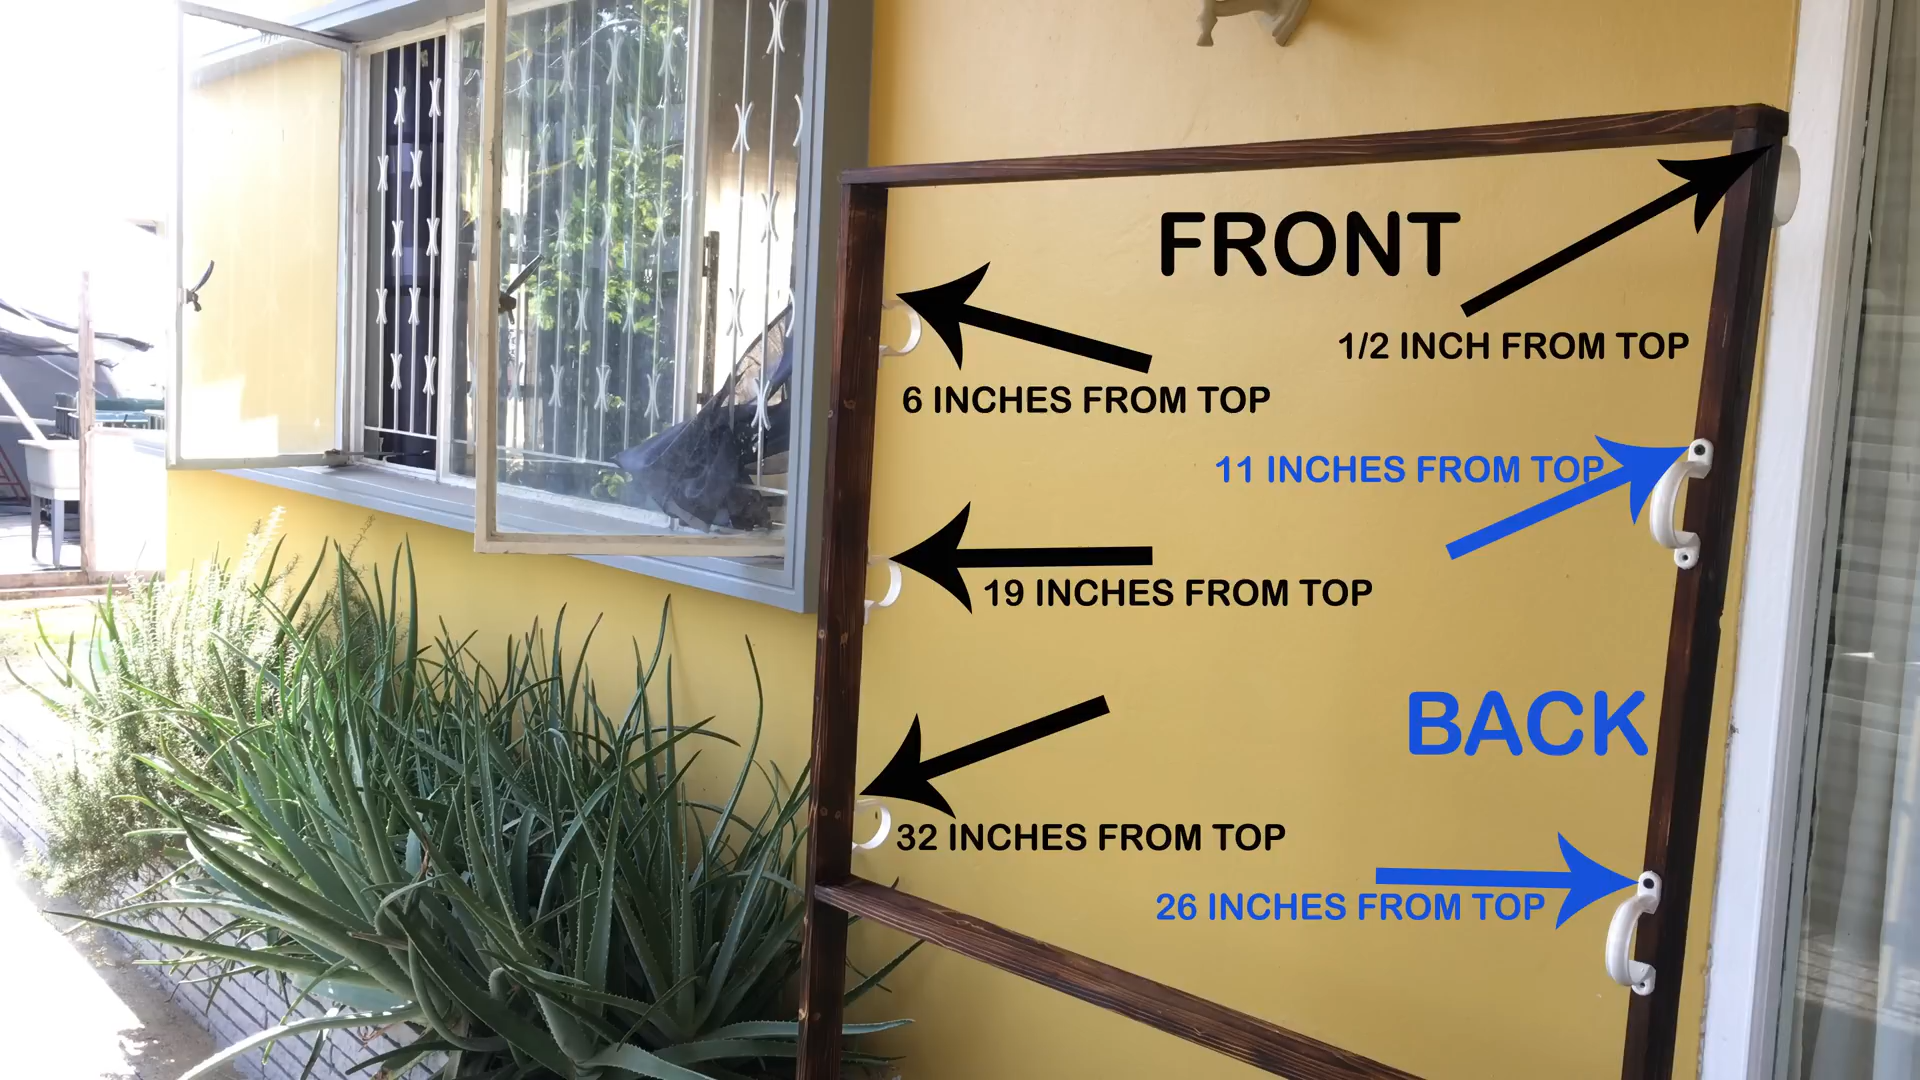 FRONT
1/2 INCH FROM TOP
6 INCHES FROM TOP
11 INCHES FROM TOP
19 INCHES FROM TOP
BACK
32 INCHES FROM TOP
26 INCHES FROM TOP